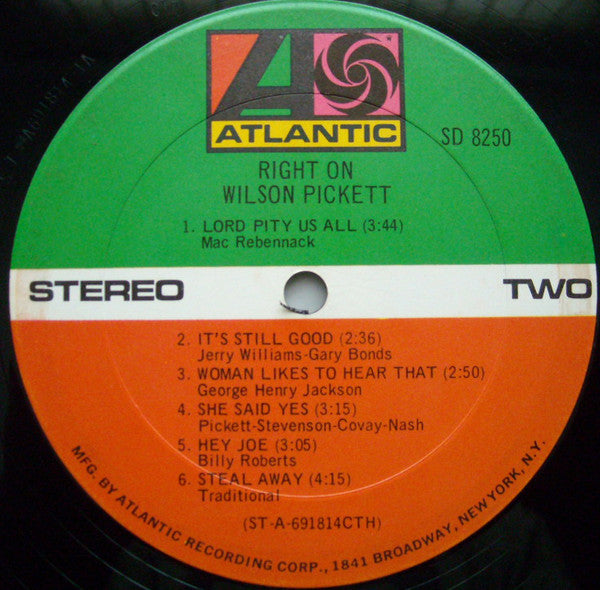 ATLANTIC
SD 8250
RIGHT ON
WILSON PICKETT
1. LORD PITY US ALL (3:44)
Mac Rebennack
STEREO
TWO
2. IT'S STILL GOOD (2:36)
Jerry Williams-Gary Bonds
3. WOMAN LIKES TO HEAR THAT (2:50)
George Henry Jackson
4. SHE SAID YES (3:15)
Pickett-Stevenson-Covay-Nash
5. HEY JOE (3:05)
Billy Roberts
6. STEAL AWAY (4:15)
Traditional
(ST-A-691814CTH)
MFG. BY ATLANTIC RECORDING CORP., 1841 BROADWAY, NEW YORK, N.Y.